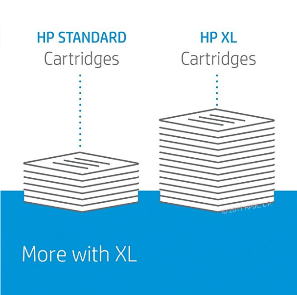 HP STANDARD
Cartridges
HP XL
Cartridges
More with XL